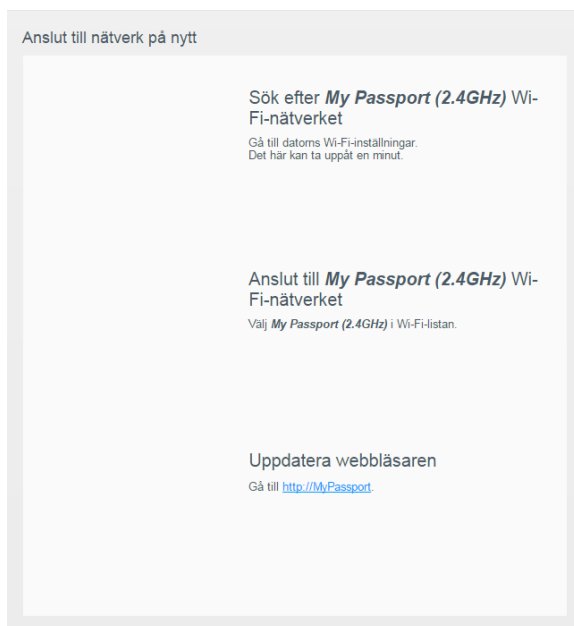 Anslut till nätverk på nytt
Sök efter My Passport (2.4GHz) Wi-
Fi-nätverket
Gå till datorns Wi-Fi-inställningar.
Det här kan ta uppåt en minut.
Anslut till My Passport (2.4GHz) Wi-
Fi-nätverket
Välj My Passport (2.4GHz) i Wi-Fi-listan.
Uppdatera webbläsaren
Gå till http://MyPassport.